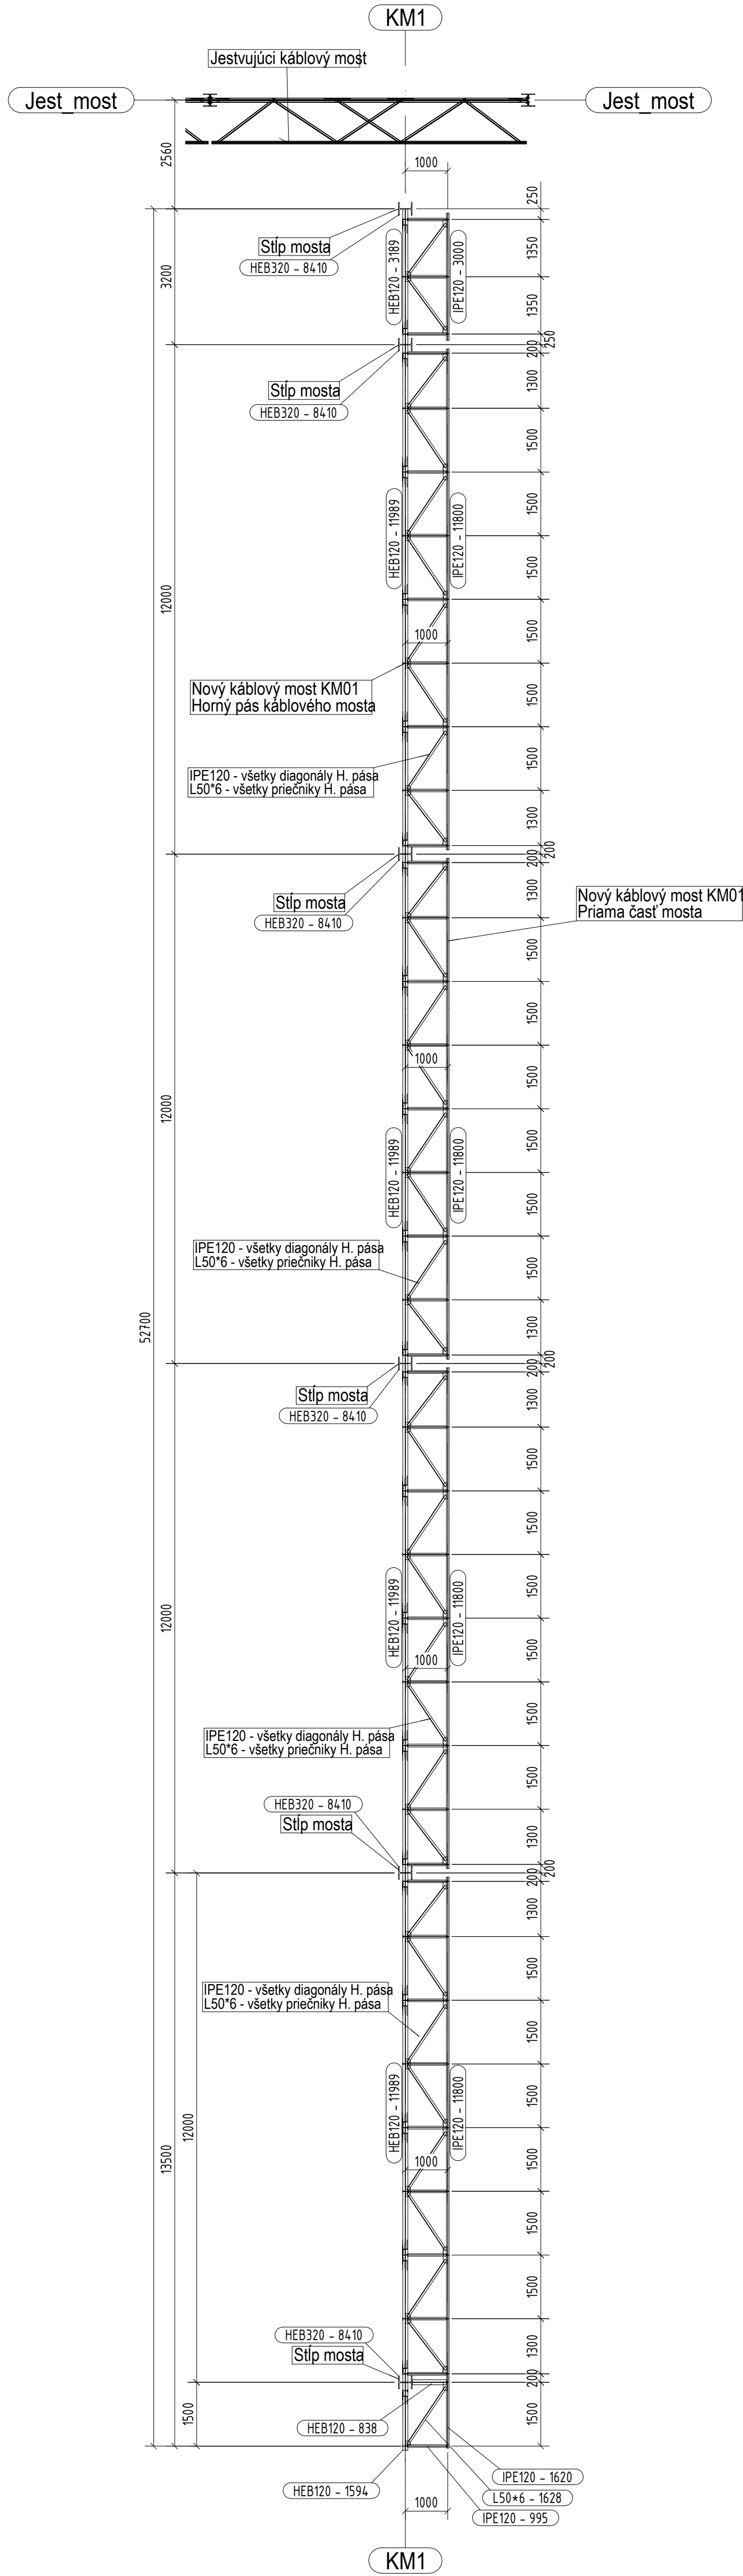 KM1
Jestvujúci káblový most
Jest_most
Jest_most
2560
1000
250
Stĺp mosta
HEB320 - 8410
HEB120 - 3189
IPE120 - 3000
1350
3200
1350
250
200
Stĺp mosta
HEB320 - 8410
1300
1500
1500
HEB120 - 11989
IPE120 - 11800
1500
12000
1500
1000
Nový káblový most KM01
Horný pás káblového mosta
1500
IPE120 - všetky diagonály H. pása
L50*6 - všetky priečniky H. pása
1500
1300
200
200
Stĺp mosta
HEB320 - 8410
Nový káblový most KM01
Priama časť mosta
1300
1500
1500
1000
1500
12000
HEB120 - 11989
IPE120 - 11800
1500
1500
IPE120 - všetky diagonály H. pása
L50*6 - všetky priečniky H. pása
1500
52700
1300
200
200
Stĺp mosta
HEB320 - 8410
1300
1500
1500
HEB120 - 11989
IPE120 - 11800
1500
12000
1000
1500
1500
IPE120 - všetky diagonály H. pása
L50*6 - všetky priečniky H. pása
1500
HEB320 - 8410
Stĺp mosta
1300
200
200
1300
1500
IPE120 - všetky diagonály H. pása
L50*6 - všetky priečniky H. pása
1500
HEB120 - 11989
IPE120 - 11800
1500
12000
13500
1000
1500
1500
1500
HEB320 - 8410
Stĺp mosta
1300
200
1500
HEB120 - 838
1500
HEB120 - 1594
IPE120 - 1620
L50*6 - 1628
IPE120 - 995
1000
KM1